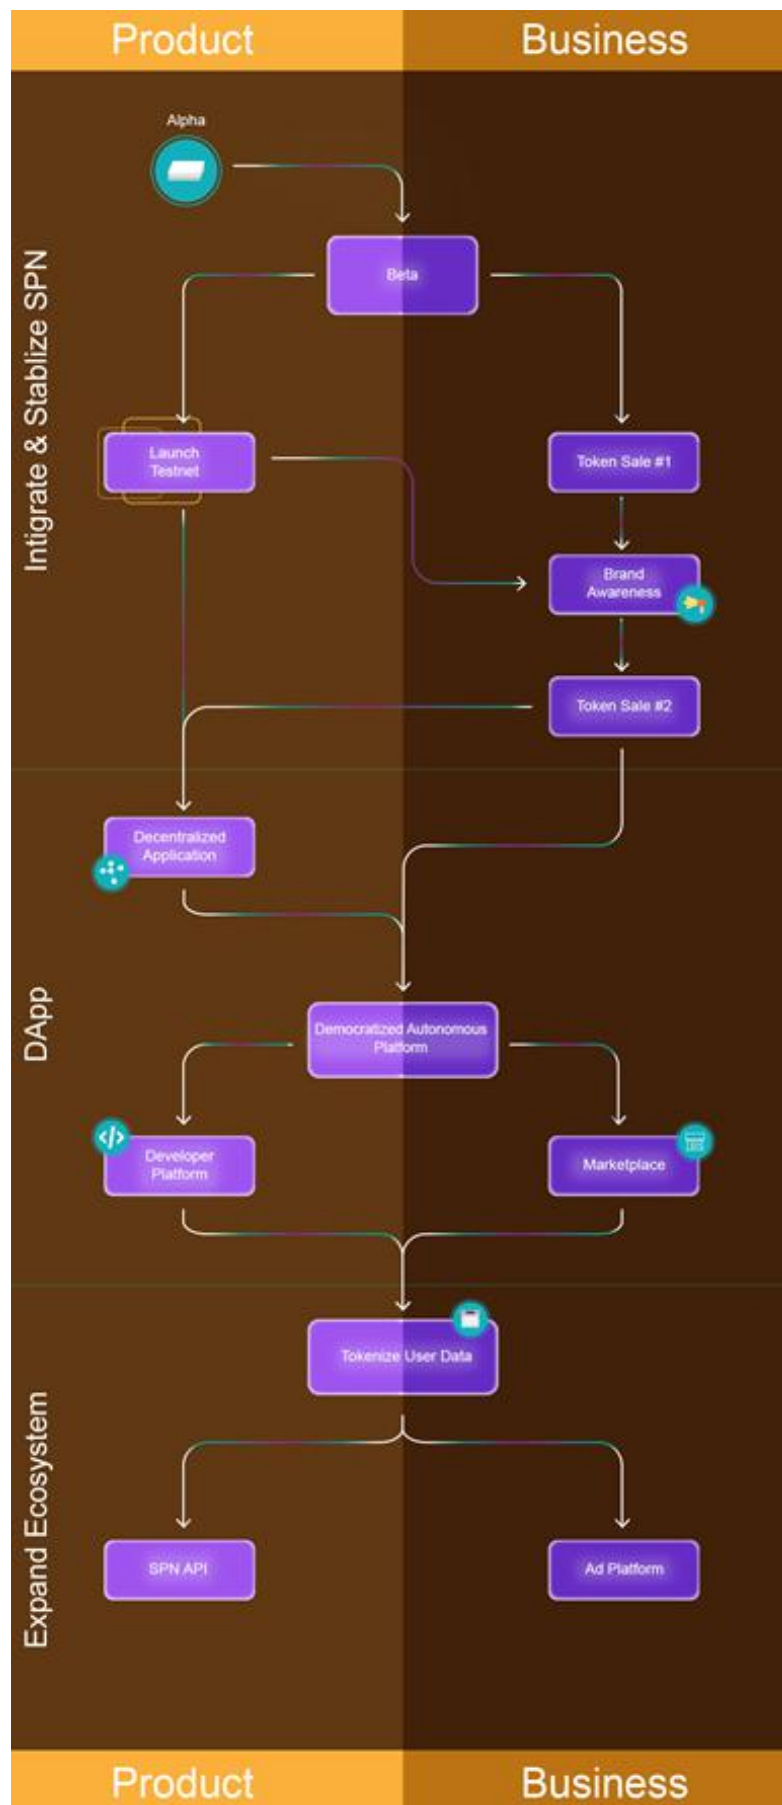 Product
Business
Alpha
Intigrate & Stablize SPN
Beta
Launch
Testnet
Token Sale #1
Brand
Awareness
Token Sale #2
DApp
Decentralized
Application
Democratized Autonomous
Platform
Developer
Platform
Marketplace
Expand Ecosystem
Tokenize User Data
SPN API
Ad Platform
Product
Business